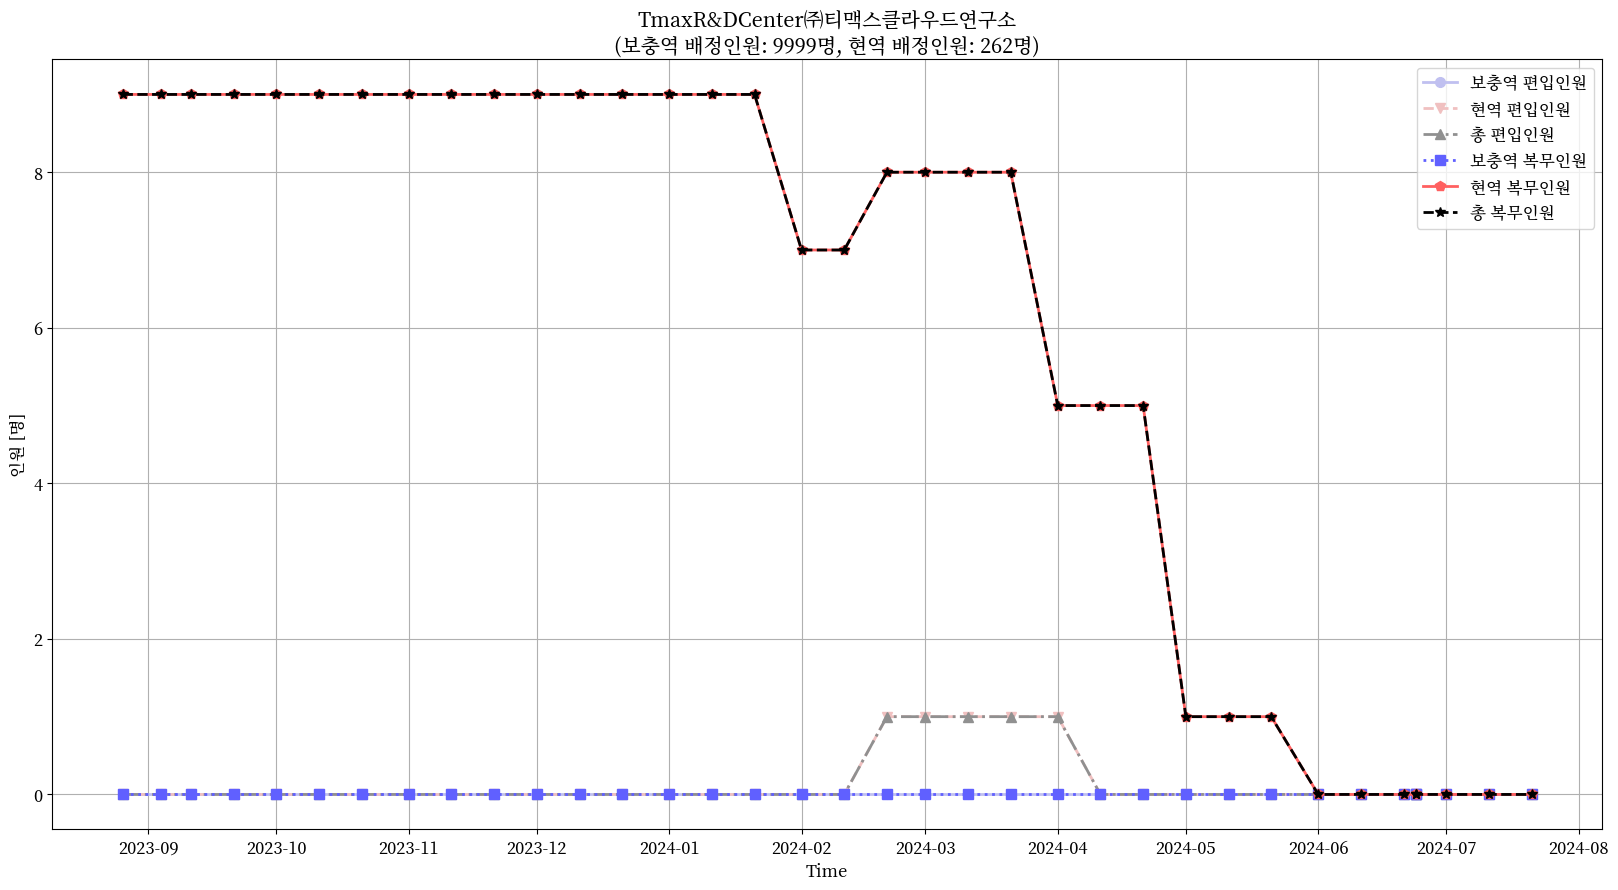 TmaxR&DCenter㈜티맥스클라우드연구소
(보충역 배정인원: 9999명, 현역 배정인원: 262명)
보충역 편입인원
현역 편입인원
총 편입인원
보충역 복무인원
현역 복무인원
총 복무인원
인원 [명]
8
6
4
2
0
2023-09
2023-10
2023-11
2023-12
2024-01
2024-02
2024-03
2024-04
2024-05
2024-06
2024-07
2024-08
Time